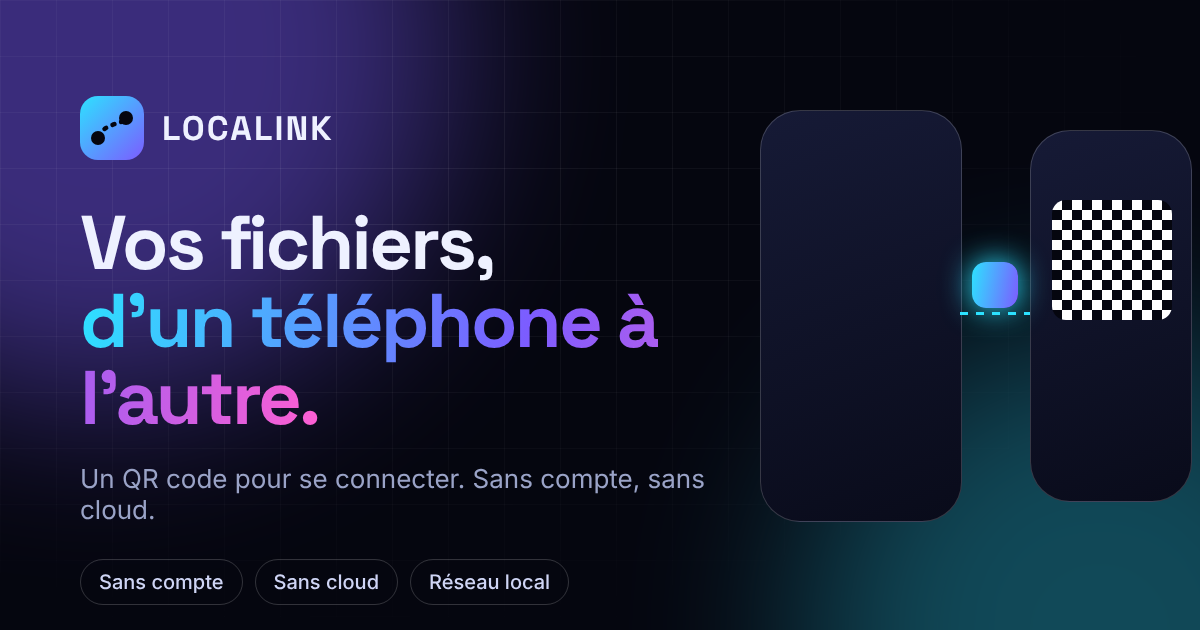 LOCALINK
Vos fichiers,
d’un téléphone à
l’autre.
Un QR code pour se connecter. Sans compte, sans
cloud.
Sans compte
Sans cloud
Réseau local